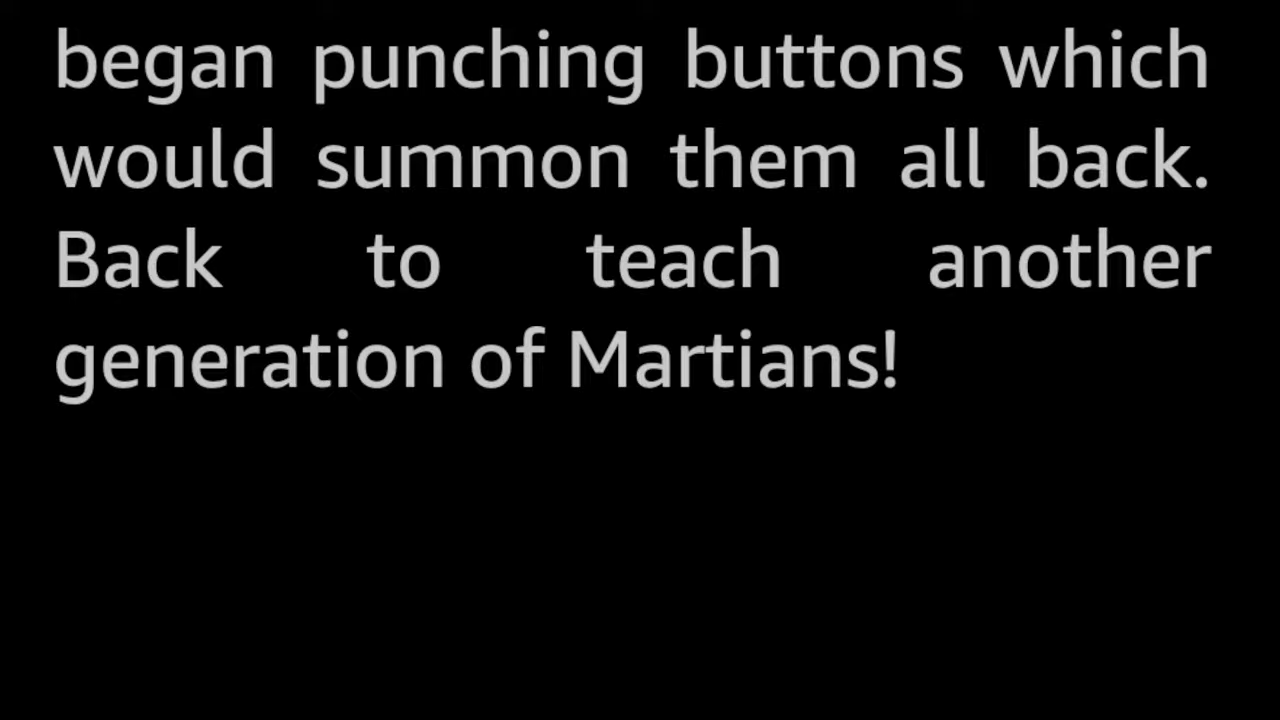 began punching buttons which
would summon them all back.
Back to teach another
generation of Martians!